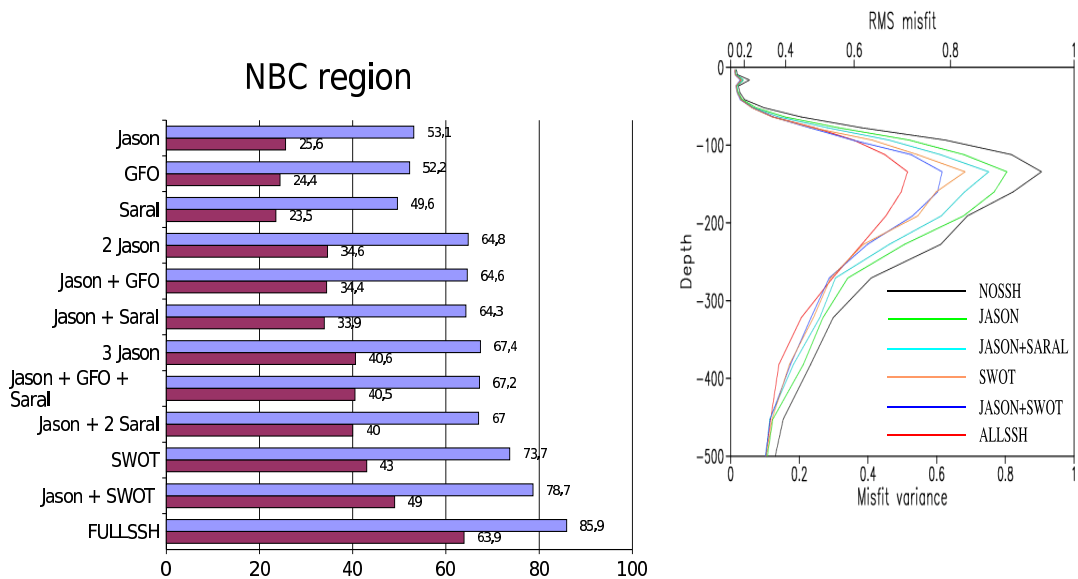 NBC region
Jason
53,1
25,6
GFO
52,2
24,4
Saral
49,6
23,5
2 Jason
64,8
34,6
Jason + GFO
64,6
34,4
Jason + Saral
64,3
33,9
3 Jason
67,4
40,6
Jason + GFO +
Saral
67,2
40,5
Jason + 2 Saral
67
40
SWOT
73,7
43
Jason + SWOT
78,7
49
FULLSSH
85,9
63,9
0 20 40 60 80 100
RMS misfit
0 0.2 0.4 0.6 0.8 1
Depth
0
-100
-200
-300
-400
-500
NOSSH
JASON
JASON+SARAL
SWOT
JASON+SWOT
ALLSSH
0 0.2 0.4 0.6 0.8 1
Misfit variance